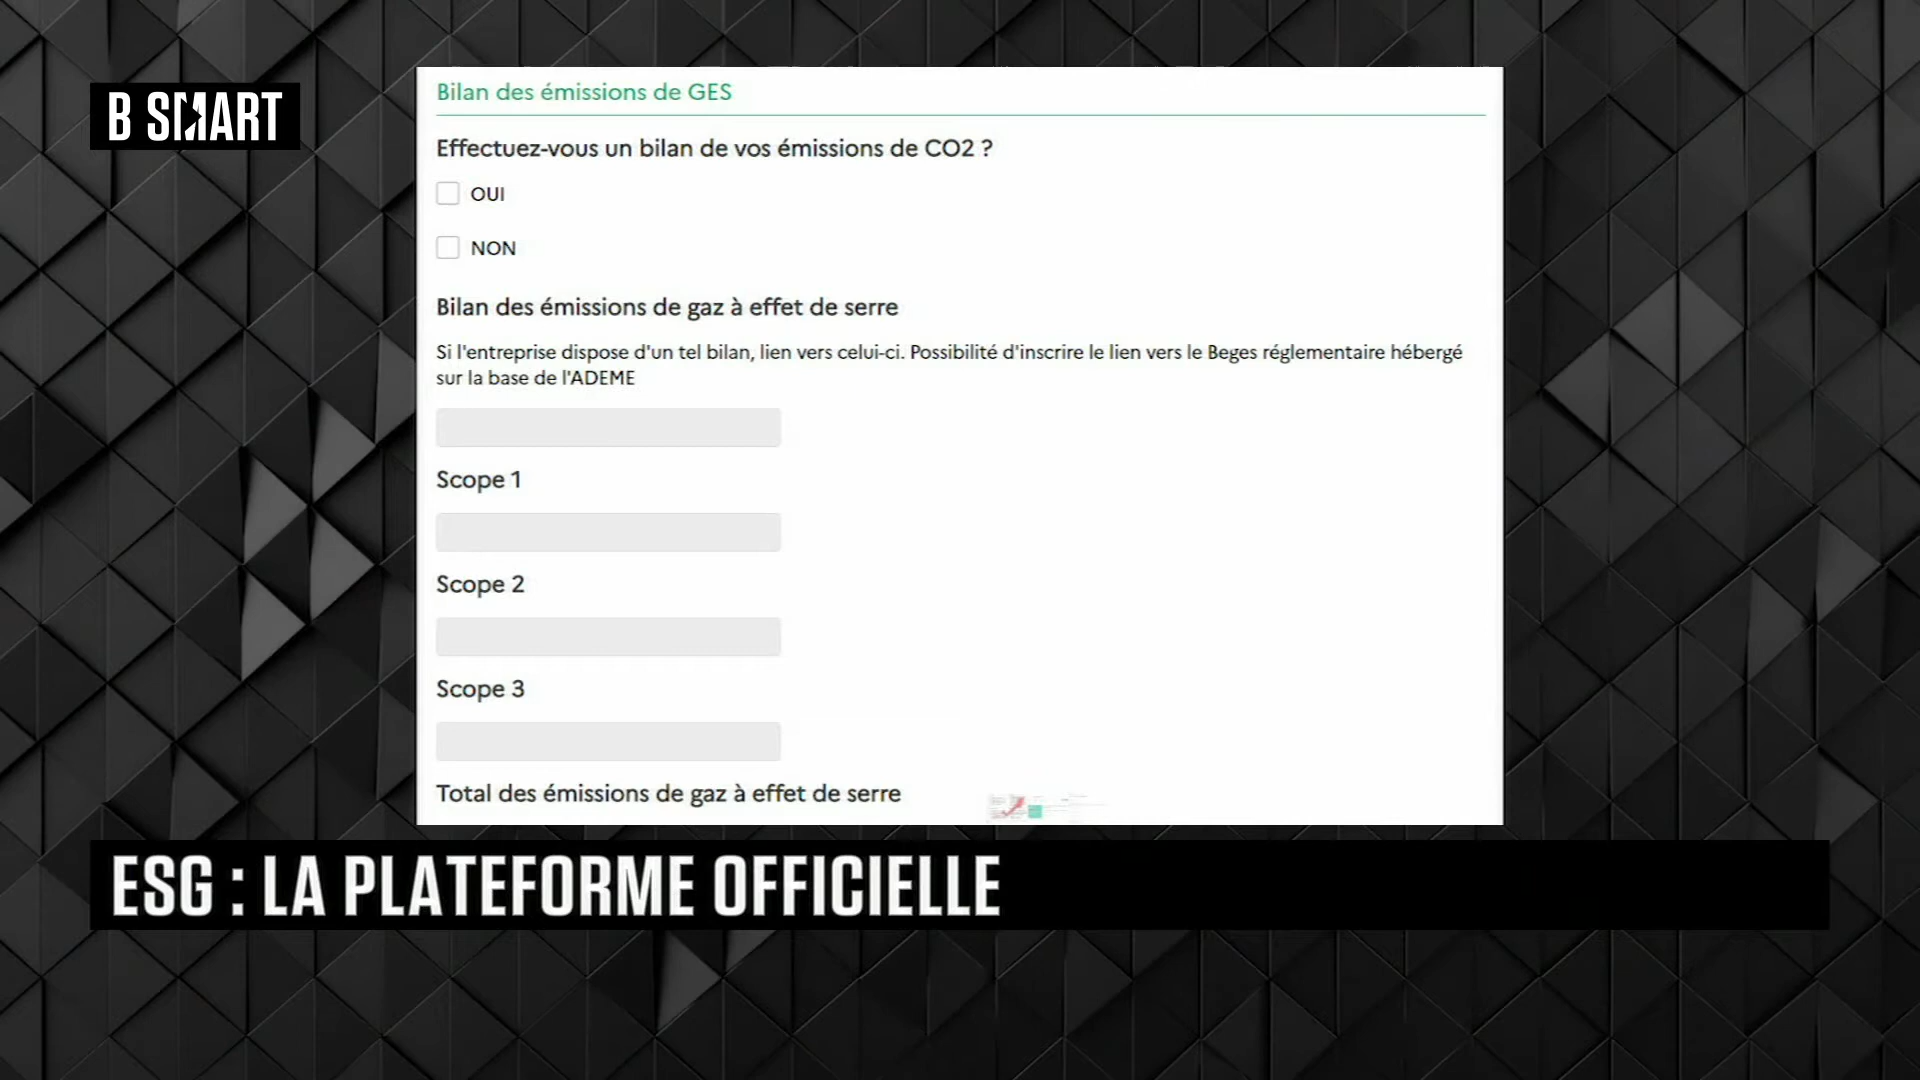 B SMART
Bilan des émissions de GES
Effectuez-vous un bilan de vos émissions de CO2 ?
OUI
NON
Bilan des émissions de gaz à effet de serre
Si l'entreprise dispose d'un tel bilan, lien vers celui-ci. Possibilité d'inscrire le lien vers le Beges réglementaire hébergé
sur la base de l'ADEME
Scope 1
Scope 2
Scope 3
Total des émissions de gaz à effet de serre
ESG : LA PLATEFORME OFFICIELLE